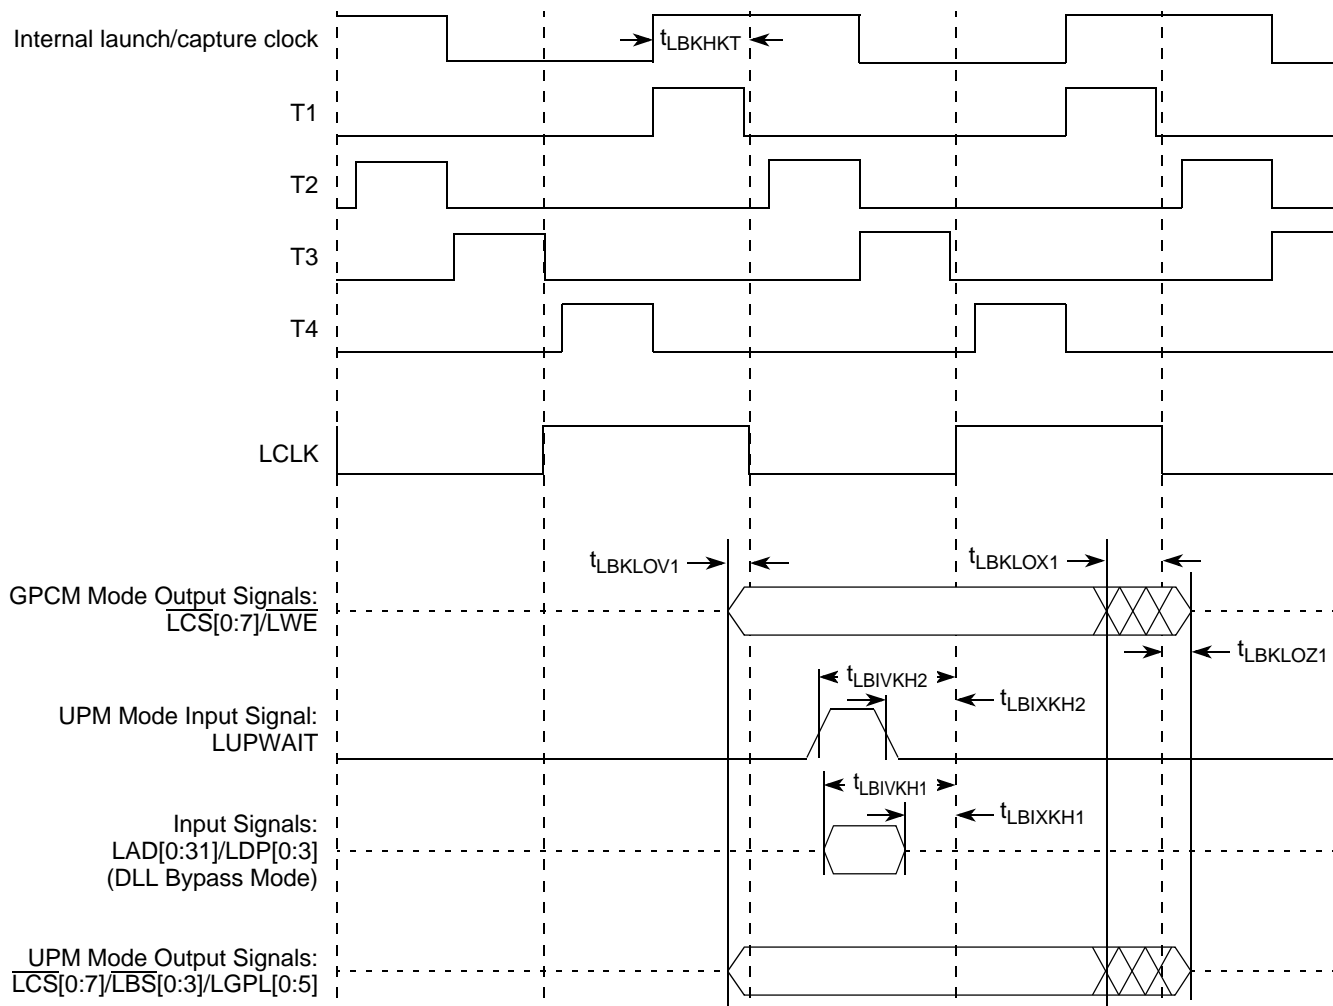 Internal launch/capture clock
tLBKHKT
T1
T2
T3
T4
LCLK
tLBKLOV1
tLBKLOX1
GPCM Mode Output Signals:
LCS[0:7]/LWE
tLBKLOZ1
tLBIVKH2
tLBIXKH2
UPM Mode Input Signal:
LUPWAIT
tLBIVKH1
tLBIXKH1
Input Signals:
LAD[0:31]/LDP[0:3]
(DLL Bypass Mode)
UPM Mode Output Signals:
LCS[0:7]/LBS[0:3]/LGPL[0:5]